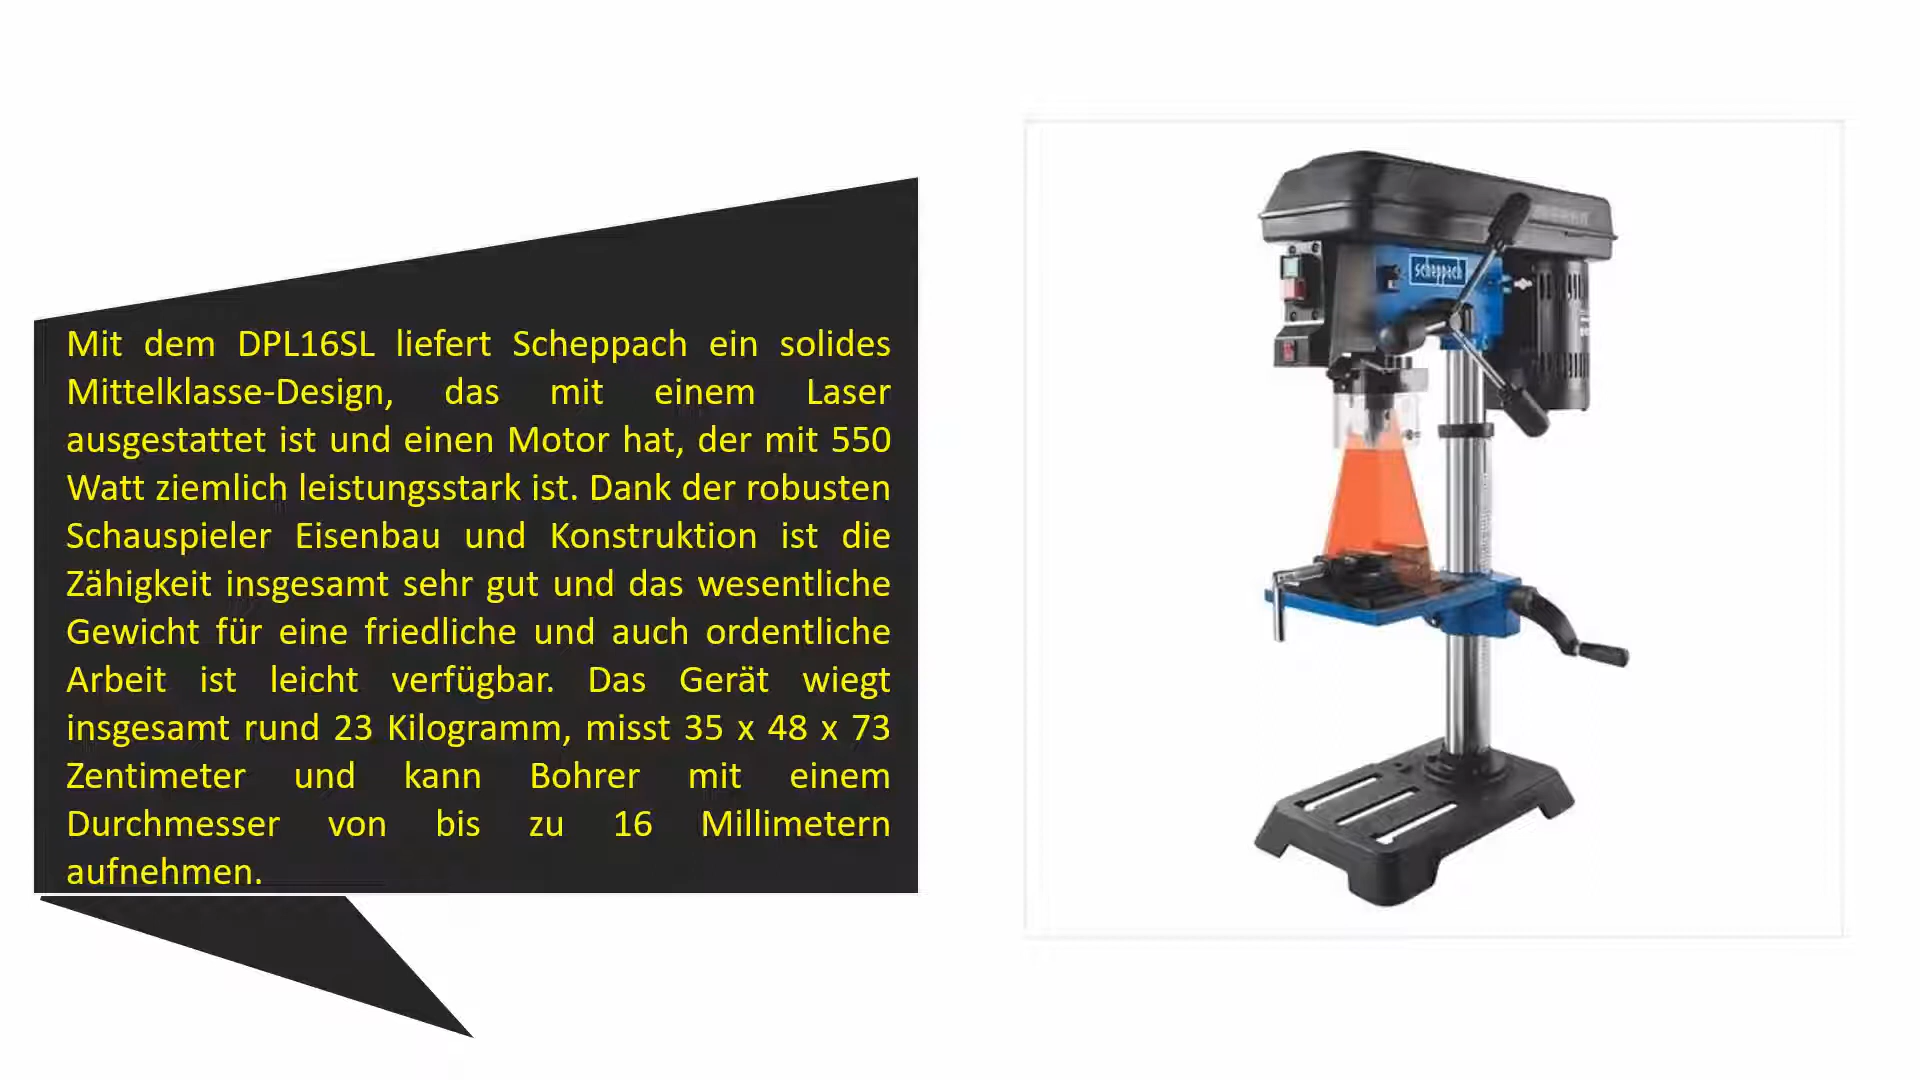 Mit dem DPL16SL liefert Scheppach ein solides
Mittelklasse-Design, das mit einem Laser
ausgestattet ist und einen Motor hat, der mit 550
Watt ziemlich leistungsstark ist. Dank der robusten
Schauspieler Eisenbau und Konstruktion ist die
Zähigkeit insgesamt sehr gut und das wesentliche
Gewicht für eine friedliche und auch ordentliche
Arbeit ist leicht verfügbar. Das Gerät wiegt
insgesamt rund 23 Kilogramm, misst 35 x 48 x 73
Zentimeter und kann Bohrer mit einem
Durchmesser von bis zu 16 Millimetern
aufnehmen.
scheppach